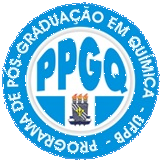 PROGRAMA DE PÓS-GRADUAÇÃO EM QUÍMICA - UFPB -
PPGQ